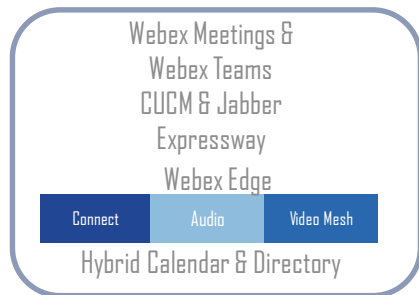 Webex Meetings &
Webex Teams
CUCM & Jabber
Expressway
Webex Edge
Connect Audio Video Mesh
Hybrid Calendar & Directory